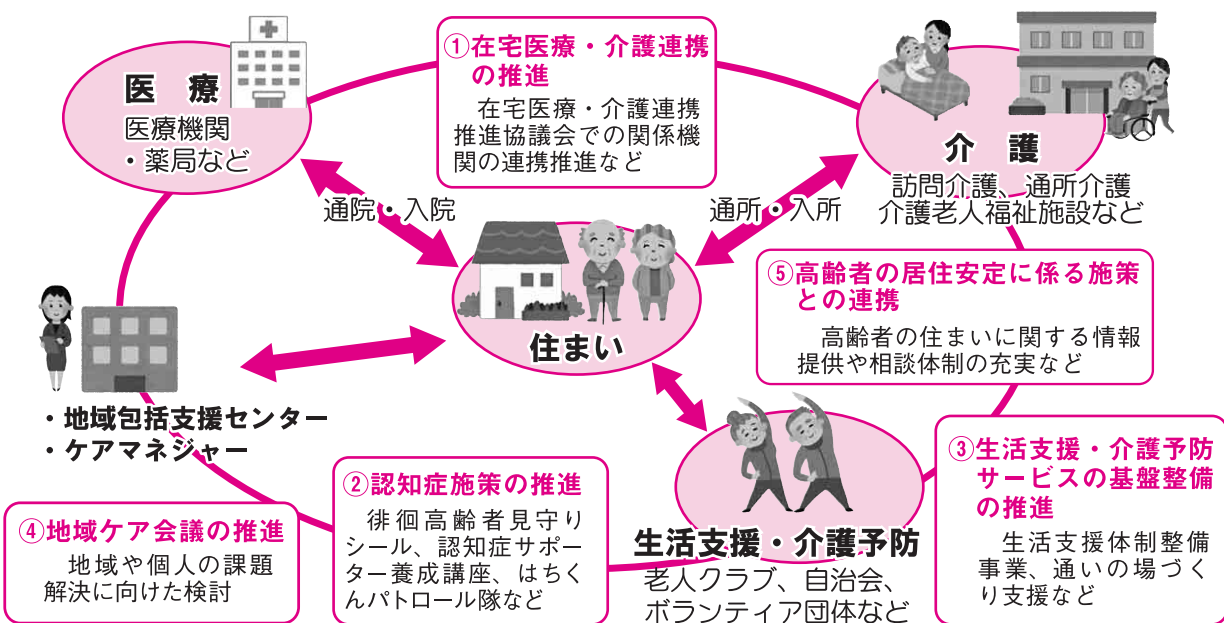 医療
医療機関
・薬局など
①在宅医療・介護連携
の推進
在宅医療・介護連携
推進協議会での関係機
関の連携推進など
介護
訪問介護、通所介護
介護老人福祉施設など
通院・入院
通所・入所
住まい
⑤高齢者の居住安定に係る施策
との連携
高齢者の住まいに関する情報
提供や相談体制の充実など
・地域包括支援センター
・ケアマネジャー
④地域ケア会議の推進
地域や個人の課題
解決に向けた検討
②認知症施策の推進
徘徊高齢者見守り
シール、認知症サポー
ター養成講座、はちく
んパトロール隊など
生活支援・介護予防
老人クラブ、自治会、
ボランティア団体など
③生活支援・介護予防
サービスの基盤整備
の推進
生活支援体制整備
事業、通いの場づく
り支援など